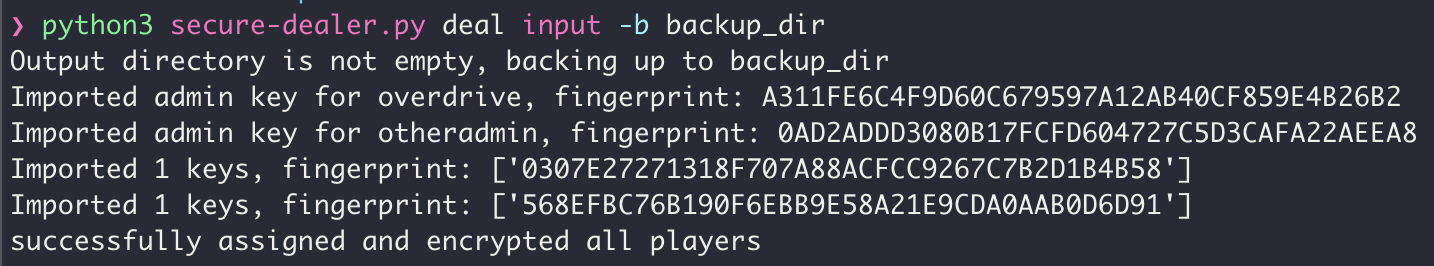 ❯ python3 secure-dealer.py deal input -b backup_dir
Output directory is not empty, backing up to backup_dir
Imported admin key for overdrive, fingerprint: A311FE6C4F9D60C679597A12AB40CF859E4B26B2
Imported admin key for otheradmin, fingerprint: 0AD2ADDD3080B17FCFD604727C5D3CAFA22AEEA8
Imported 1 keys, fingerprint: ['0307E27271318F707A88ACFCC9267C7B2D1B4B58']
Imported 1 keys, fingerprint: ['568EFBC76B190F6EBB9E58A21E9CDA0AAB0D6D91']
successfully assigned and encrypted all players